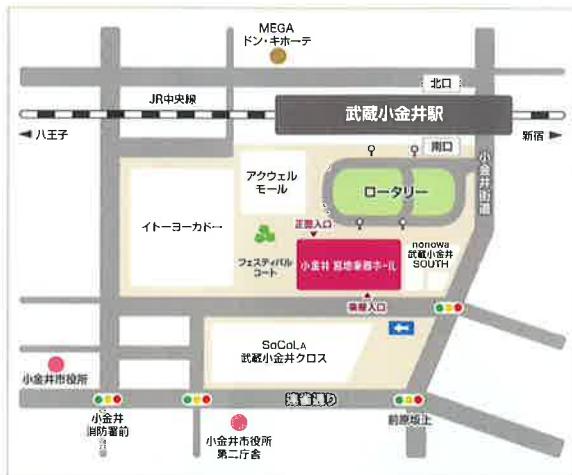 MEGA
ドン・キホーテ
北口
JR中央線
武蔵小金井駅
八王子
新宿
南口
小金井街道
アクウェル
モール
ロータリー
イトーヨーカドー
正面入口
フェスティバル
コート
小金井 宮地楽器ホール
nonowa
武蔵小金井
SOUTH
楽屋入口
SoCoLA
武蔵小金井クロス
小金井市役所
小金井
消防署前
小金井市役所
第二庁舎
前原坂上